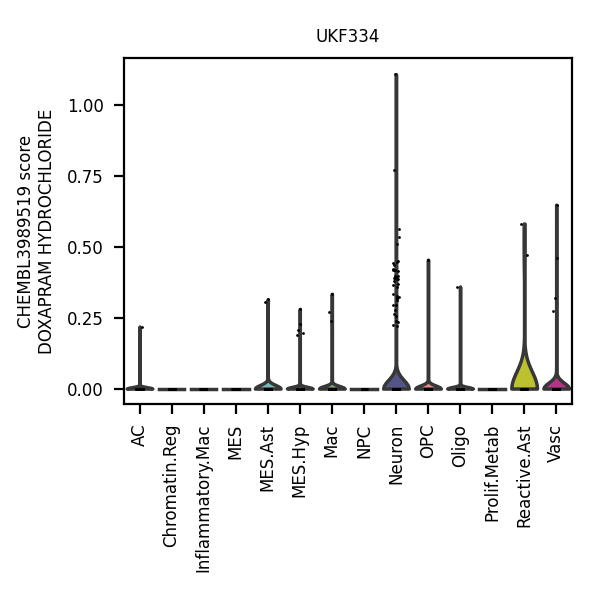 UKF334
CHEMBL3989519 score
DOXAPRAM HYDROCHLORIDE
1.00
0.75
0.50
0.25
0.00
AC
Chromatin.Reg
Inflammatory.Mac
MES
MES.Ast
MES.Hyp
Mac
NPC
Neuron
OPC
Oligo
Prolif.Metab
Reactive.Ast
Vasc